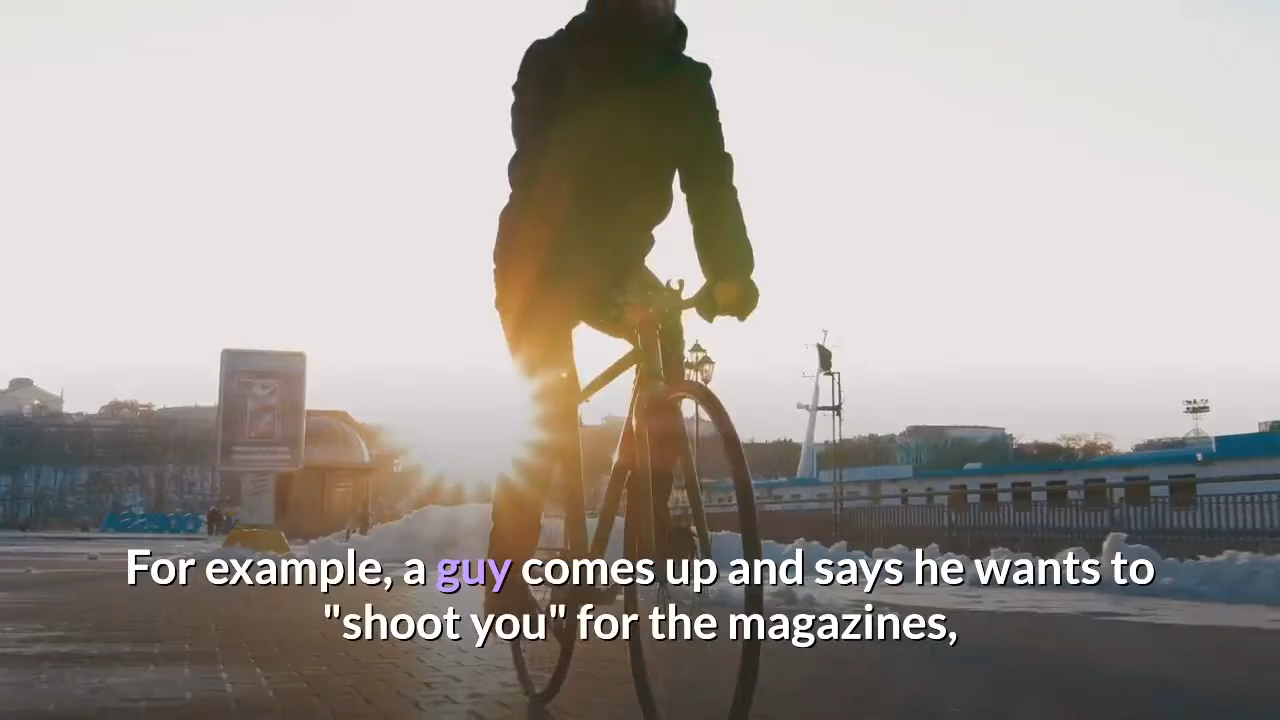 For example, a guy comes up and says he wants to
"shoot you" for the magazines,